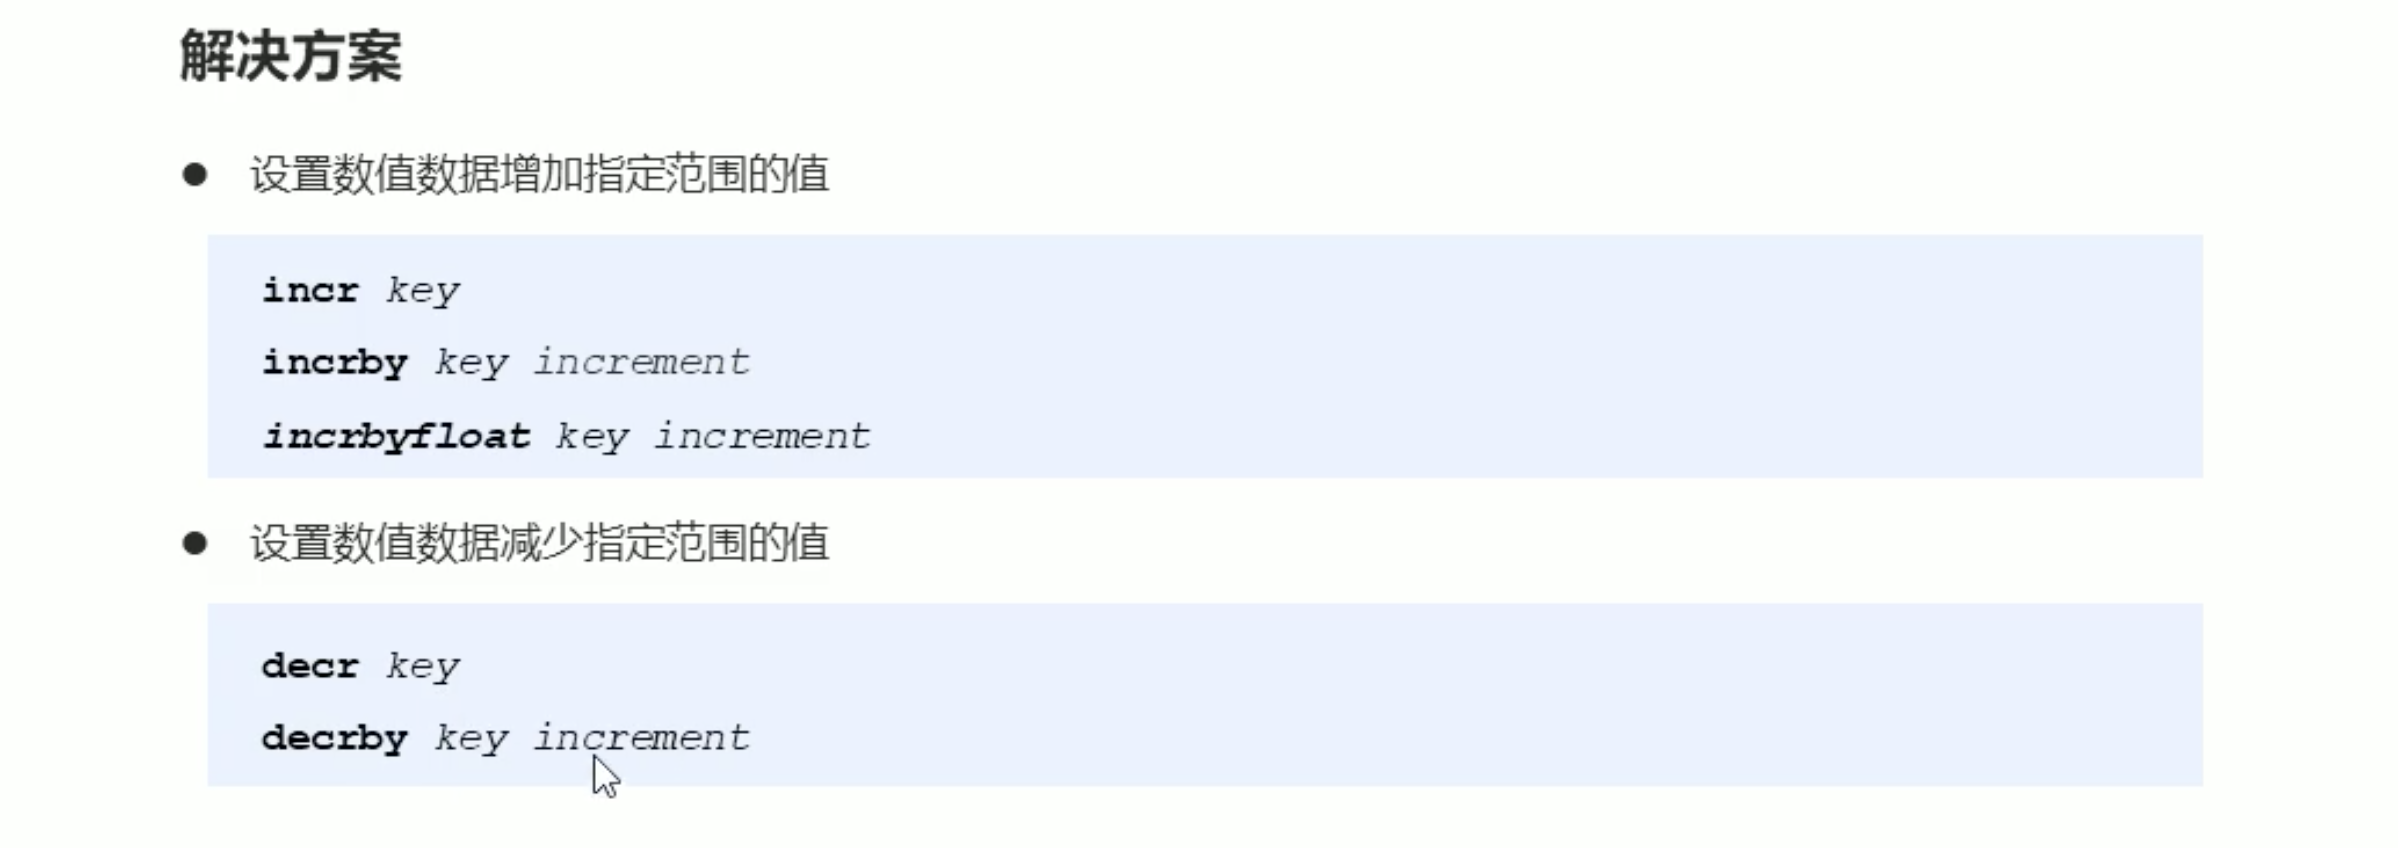 解决方案
● 设置数值数据增加指定范围的值
incr key
incrby key increment
incrbyfloat key increment
● 设置数值数据减少指定范围的值
decr key
decrby key increment